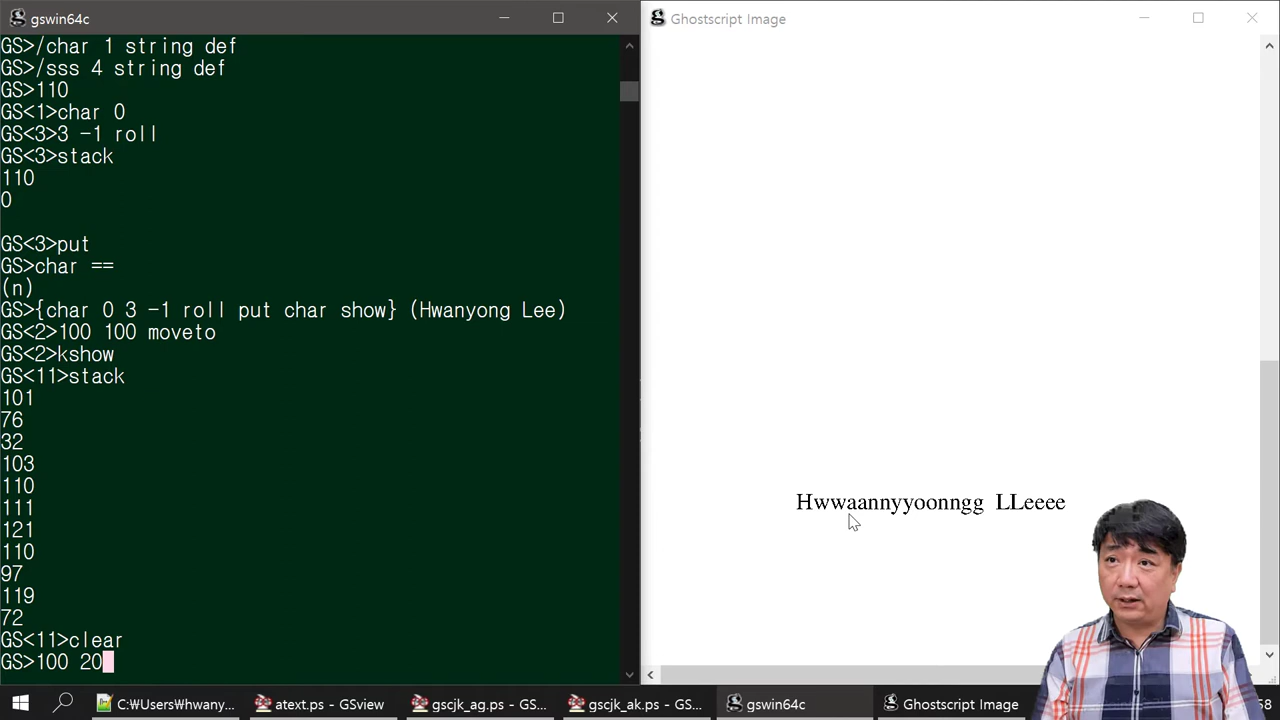 gswin64c
GS>/char 1 string def
GS>/sss 4 string def
GS>110
GS<1>char 0
GS<3>3 -1 roll
GS<3>stack
110
0
GS<3>put
GS>char ==
(n)
GS>{char 0 3 -1 roll put char show} (Hwanyong Lee)
GS<2>100 100 moveto
GS<2>kshow
GS<11>stack
101
76
32
103
110
111
121
110
97
119
72
GS<11>clear
GS>100 20
Ghostscript Image
Hwwaannyyoonngg LLeeee
C:\Users\hwany...
atext.ps - GSview
gscjk_ag.ps - GS...
gscjk_ak.ps - GS...
gswin64c
Ghostscript Image
58